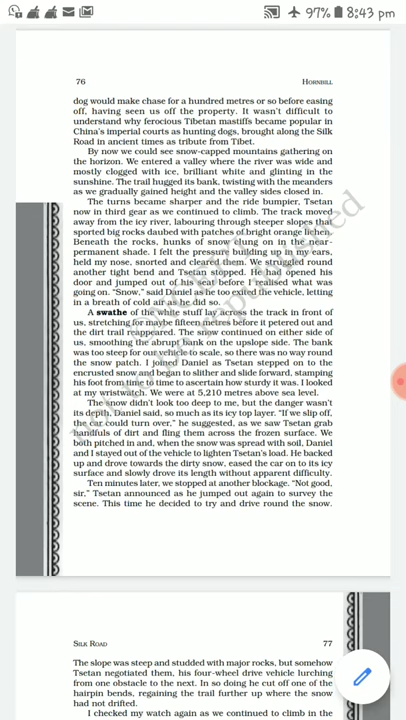 97% 8:43 pm
76 HORNBILL
dog would make chase for a hundred metres or so before easing
off, having seen us off the property. It wasn't difficult to
understand why ferocious Tibetan mastiffs became popular in
China's imperial courts as hunting dogs, brought along the Silk
Road in ancient times as tribute from Tibet.
By now we could see snow-capped mountains gathering on
the horizon. We entered a valley where the river was wide and
mostly clogged with ice, brilliant white and glinting in the
sunshine. The trail hugged its bank, twisting with the meanders
as we gradually gained height and the valley sides closed in.
The turns became sharper and the ride bumpier, Tsetan
now in third gear as we continued to climb. The track moved
away from the icy river, labouring through steeper slopes that
sported big rocks daubed with patches of bright orange lichen.
Beneath the rocks, hunks of snow clung on in the near-
permanent shade. I felt the pressure building up in my ears,
held my nose, snorted and cleared them. We struggled round
another tight bend and Tsetan stopped. He had opened his
door and jumped out of his seat before I realised what was
going on. “Snow,” said Daniel as he too exited the vehicle, letting
in a breath of cold air as he did so.
A swathe of the white stuff lay across the track in front of
us, stretching for maybe fifteen metres before it petered out and
the dirt trail reappeared. The snow continued on either side of
us, smoothing the abrupt bank on the upslope side. The bank
was too steep for our vehicle to scale, so there was no way round
the snow patch. I joined Daniel as Tsetan stepped on to the
encrusted snow and began to slither and slide forward, stamping
his foot from time to time to ascertain how sturdy it was. I looked
at my wristwatch. We were at 5,210 metres above sea level.
The snow didn't look too deep to me, but the danger wasn't
its depth, Daniel said, so much as its icy top layer. “If we slip off,
the car could turn over,” he suggested, as we saw Tsetan grab
handfuls of dirt and fling them across the frozen surface. We
both pitched in and, when the snow was spread with soil, Daniel
and I stayed out of the vehicle to lighten Tsetan's load. He backed
up and drove towards the dirty snow, eased the car on to its icy
surface and slowly drove its length without apparent difficulty.
Ten minutes later, we stopped at another blockage. “Not good,
sir,” Tsetan announced as he jumped out again to survey the
scene. This time he decided to try and drive round the snow.
SILK ROAD 77
The slope was steep and studded with major rocks, but somehow
Tsetan negotiated them, his four-wheel drive vehicle lurching
from one obstacle to the next. In so doing he cut off one of the
hairpin bends, regaining the trail further up where the snow
had not drifted.
I checked my watch again as we continued to climb in the